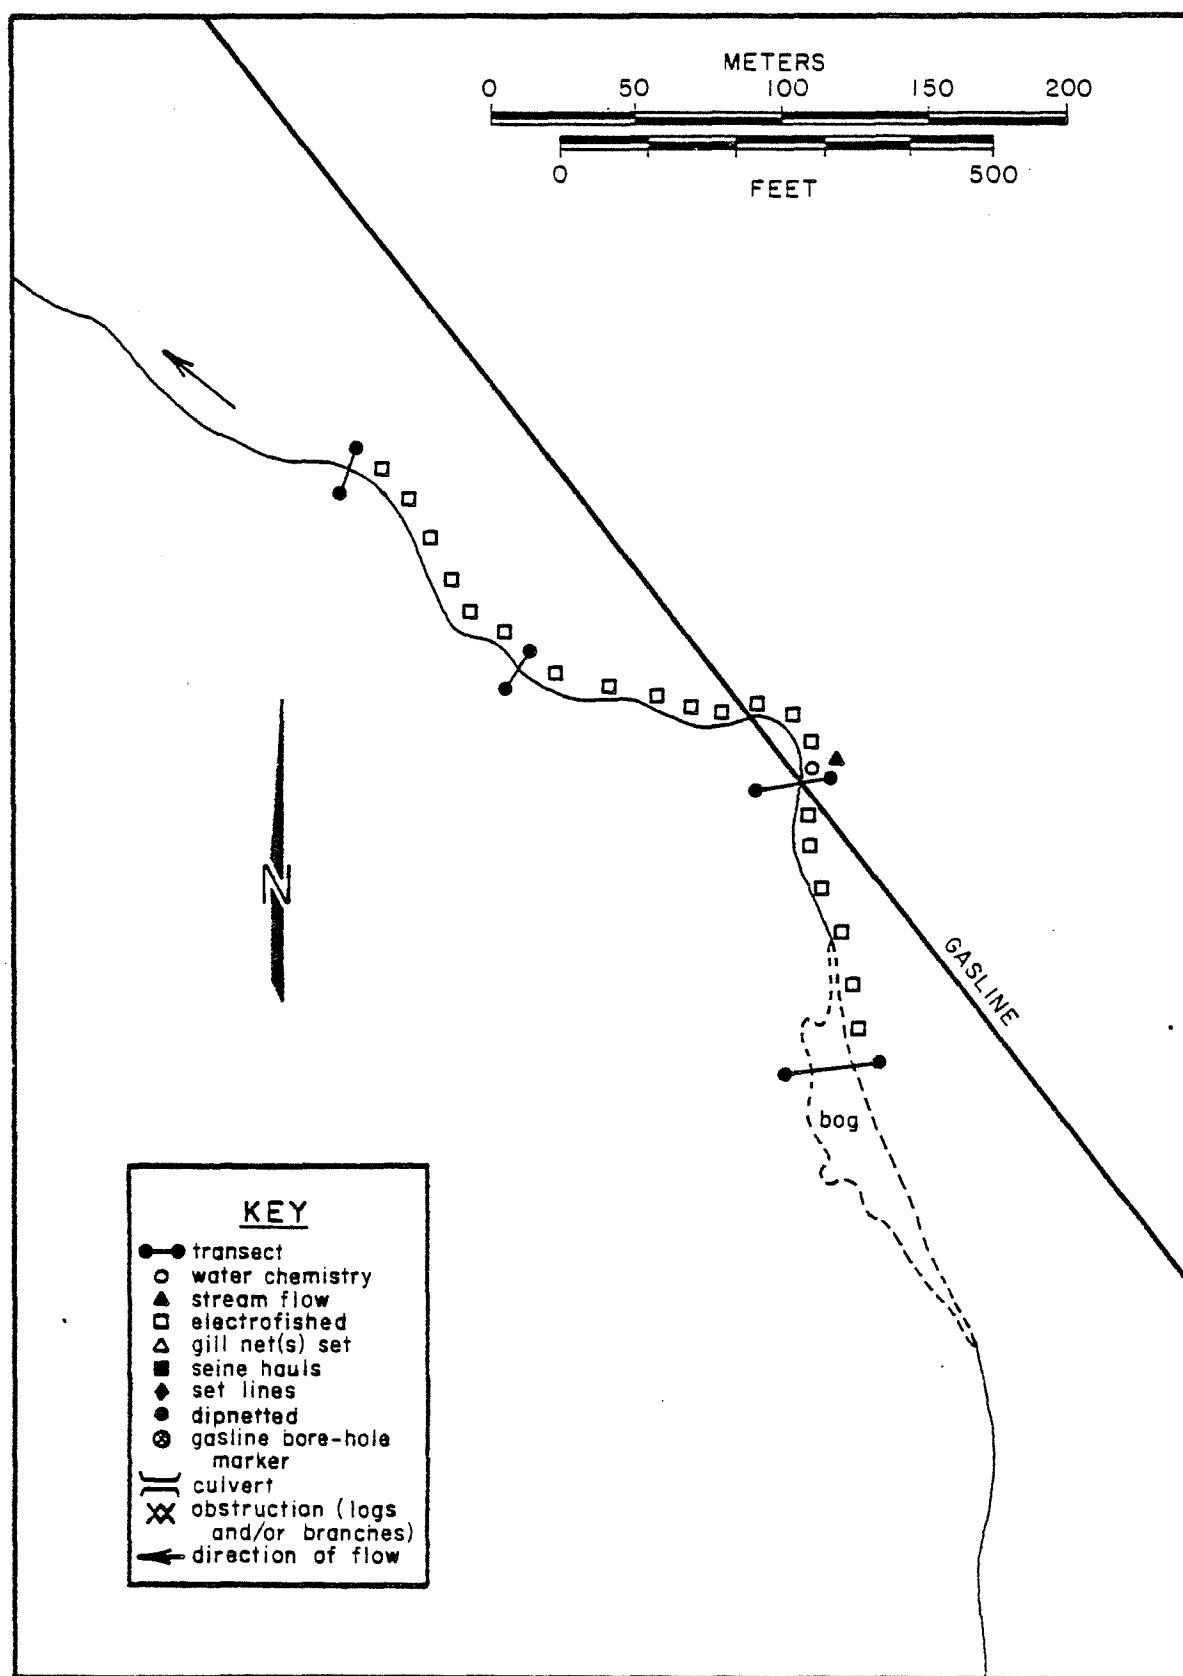 METERS
0 50 100 150 200
0 500
FEET
N
GASLINE
bog
KEY
transect
water chemistry
stream flow
electrofished
gill net(s) set
seine hauls
set lines
dipnetted
gasline bore-hole
marker
culvert
obstruction (logs
and/or branches)
direction of flow